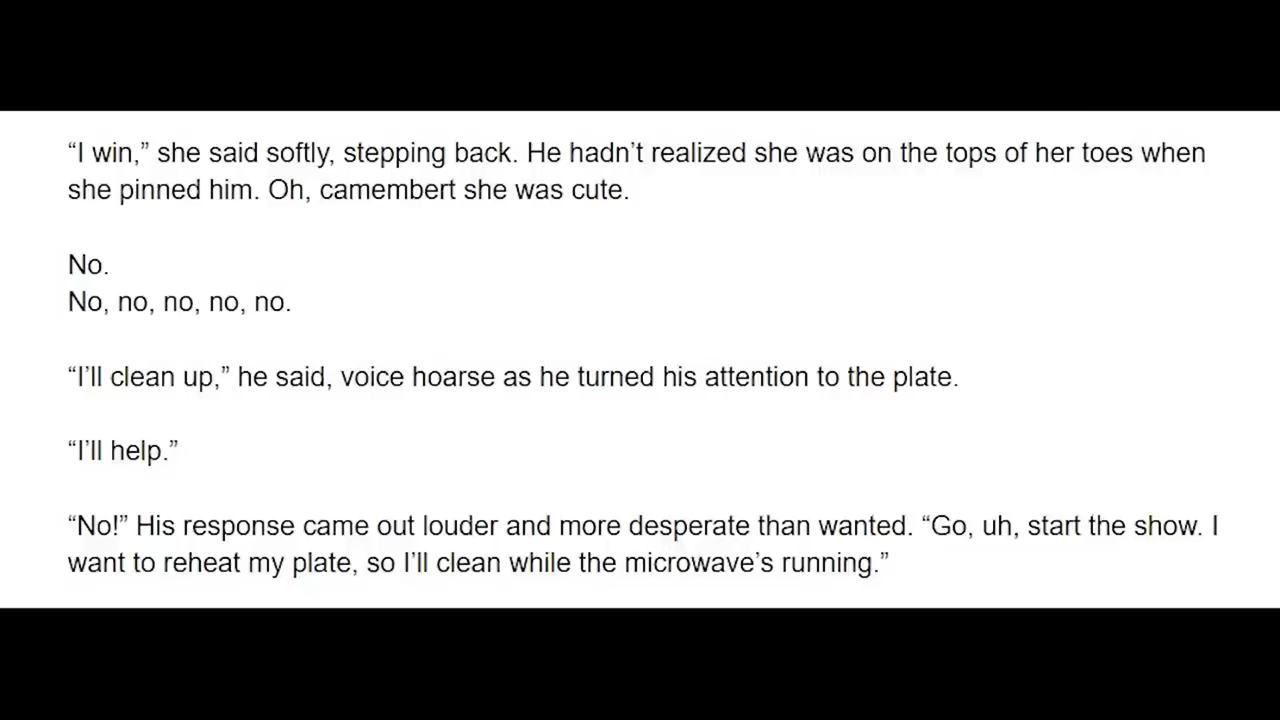 “I win,” she said softly, stepping back. He hadn’t realized she was on the tops of her toes when
she pinned him. Oh, camembert she was cute.
No.
No, no, no, no, no.
“I’ll clean up,” he said, voice hoarse as he turned his attention to the plate.
“I’ll help.”
“No!” His response came out louder and more desperate than wanted. “Go, uh, start the show. I
want to reheat my plate, so I’ll clean while the microwave’s running.”